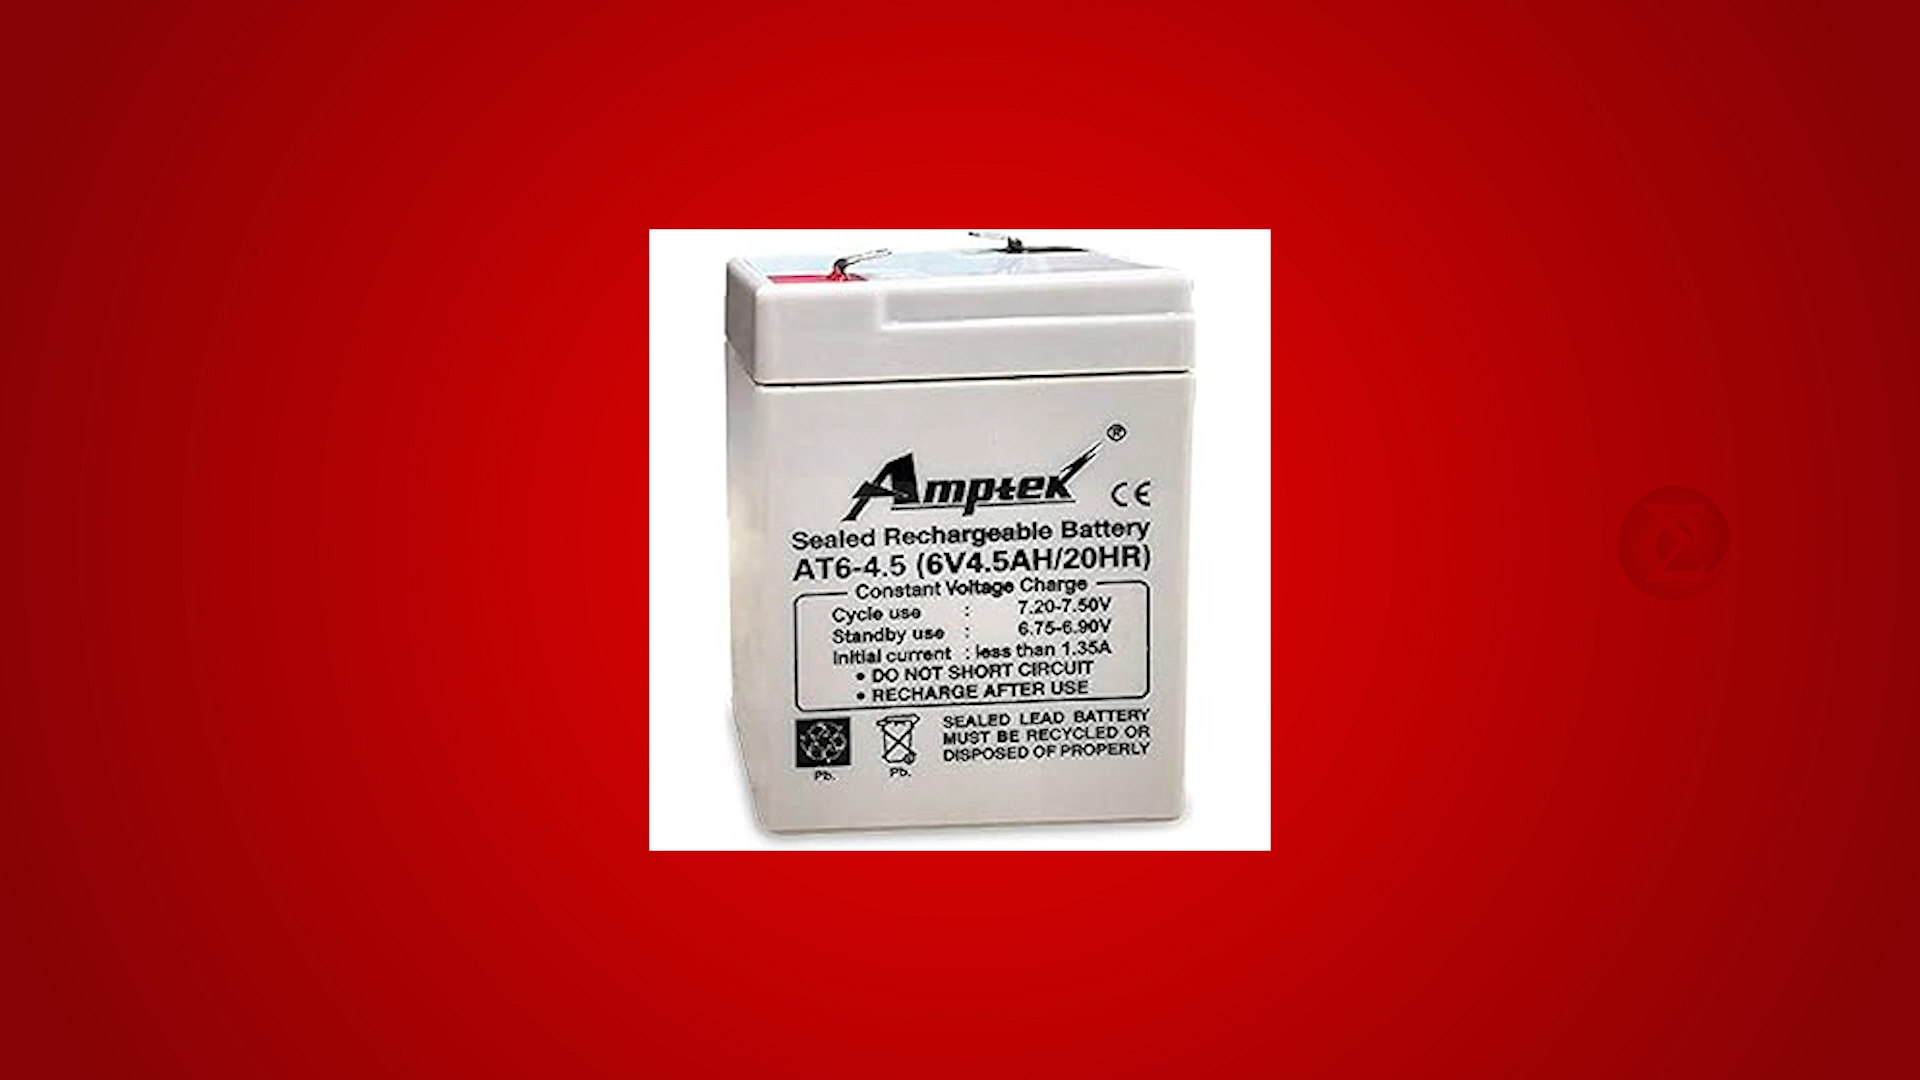 Amptek ®
CE
Sealed Rechargeable Battery
AT6-4.5 (6V4.5AH/20HR)
Constant Voltage Charge
Cycle use : 7.20-7.50V
Standby use : 6.75-6.90V
Initial current : less than 1.35A
• DO NOT SHORT CIRCUIT
• RECHARGE AFTER USE
SEALED LEAD BATTERY
MUST BE RECYCLED OR
DISPOSED OF PROPERLY
Pb. Pb.